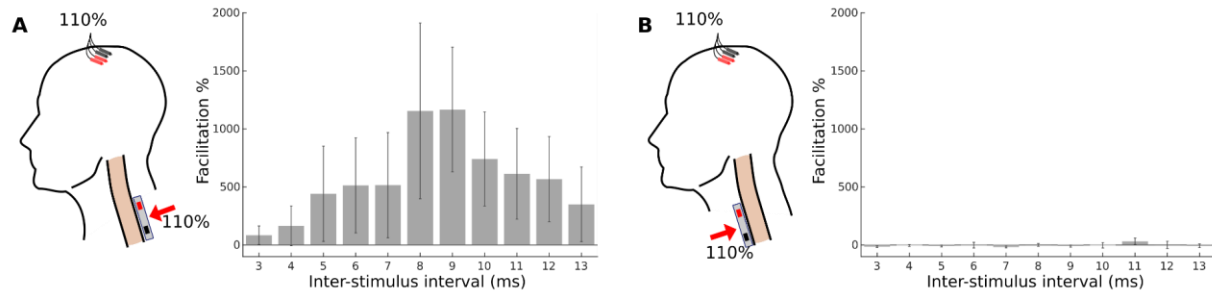 A
110%
110%
Facilitation %
2000
1500
1000
500
0
3 4 5 6 7 8 9 10 11 12 13
Inter-stimulus interval (ms)
B
110%
110%
Facilitation %
2000
1500
1000
500
0
3 4 5 6 7 8 9 10 11 12 13
Inter-stimulus interval (ms)